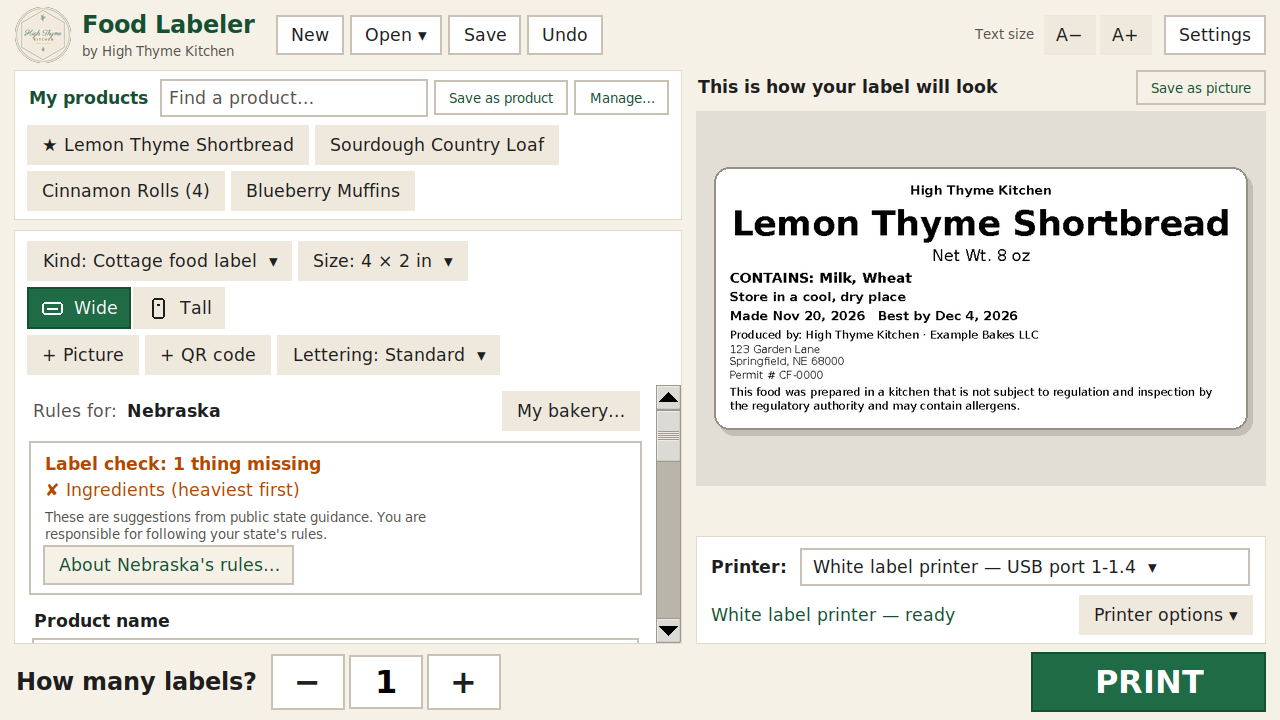 High Thyme
KITCHEN
Food Labeler
by High Thyme Kitchen
New
Open ▾
Save
Undo
Text size
A−
A+
Settings
My products
Find a product…
Save as product
Manage…
★ Lemon Thyme Shortbread
Sourdough Country Loaf
Cinnamon Rolls (4)
Blueberry Muffins
Kind: Cottage food label ▾
Size: 4 × 2 in ▾
Wide
Tall
+ Picture
+ QR code
Lettering: Standard ▾
Rules for: Nebraska
My bakery…
Label check: 1 thing missing
✘ Ingredients (heaviest first)
These are suggestions from public state guidance. You are
responsible for following your state's rules.
About Nebraska's rules…
Product name
This is how your label will look
Save as picture
High Thyme Kitchen
Lemon Thyme Shortbread
Net Wt. 8 oz
CONTAINS: Milk, Wheat
Store in a cool, dry place
Made Nov 20, 2026 Best by Dec 4, 2026
Produced by: High Thyme Kitchen · Example Bakes LLC
123 Garden Lane
Springfield, NE 68000
Permit # CF-0000
This food was prepared in a kitchen that is not subject to regulation and inspection by
the regulatory authority and may contain allergens.
Printer:
White label printer — USB port 1-1.4 ▾
White label printer — ready
Printer options ▾
How many labels?
−
1
+
PRINT